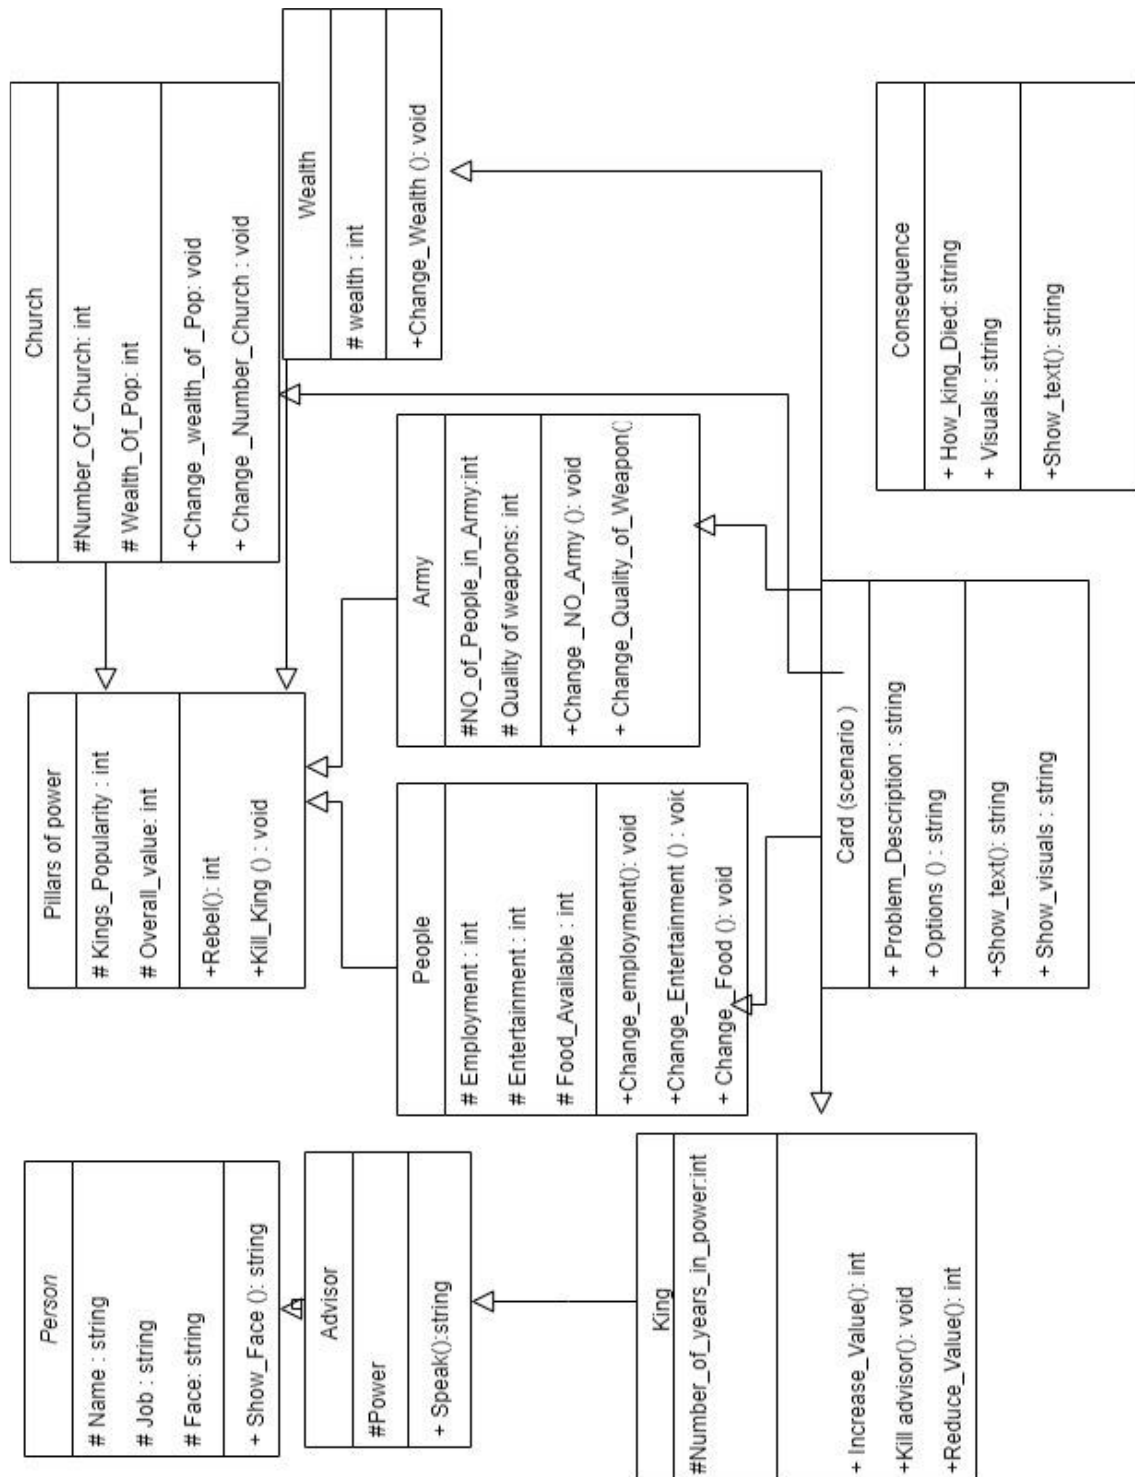 Person
# Name : string
# Job : string
# Face: string
+ Show_Face (): string
Advisor
#Power
+ Speak():string
King
#Number_of_years_in_power:int
+ Increase_Value(): int
+Kill advisor(): void
+Reduce_Value(): int
Pillars of power
# Kings_Popularity : int
# Overall_value: int
+Rebel(): int
+Kill_King () : void
People
# Employment : int
# Entertainment : int
# Food_Available : int
+Change_employment(): void
+Change_Entertainment () : void
+ Change _Food (): void
Army
#NO_of_People_in_Army:int
# Quality of weapons: int
+Change _NO_Army (): void
+ Change_Quality_of_Weapon()
Church
#Number_Of_Church: int
# Wealth_Of_Pop: int
+Change _wealth_of _Pop: void
+ Change _Number_Church : void
Wealth
# wealth : int
+Change_Wealth (): void
Card (scenario )
+ Problem_Description : string
+ Options () : string
+Show_text(): string
+ Show_visuals : string
Consequence
+ How_king_Died: string
+ Visuals : string
+Show_text(): string